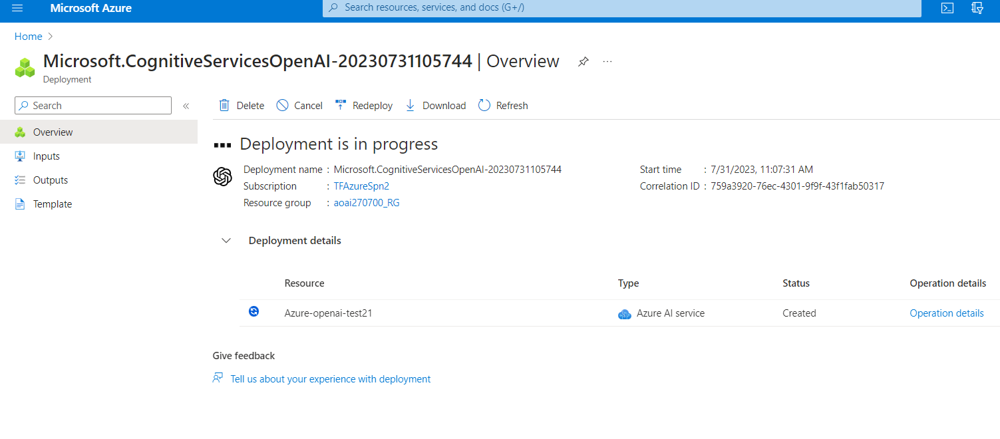 Microsoft Azure
Search resources, services, and docs (G+/)
Home
Microsoft.CognitiveServicesOpenAI-20230731105744 | Overview
Deployment
Search
Overview
Inputs
Outputs
Template
Delete
Cancel
Redeploy
Download
Refresh
Deployment is in progress
Deployment name : Microsoft.CognitiveServicesOpenAI-20230731105744
Subscription : TFAzureSpn2
Resource group : aoai270700_RG
Start time : 7/31/2023, 11:07:31 AM
Correlation ID : 759a3920-76ec-4301-9f9f-43f1fab50317
Deployment details
Resource Type Status Operation details
Azure-openai-test21 Azure AI service Created Operation details
Give feedback
Tell us about your experience with deployment